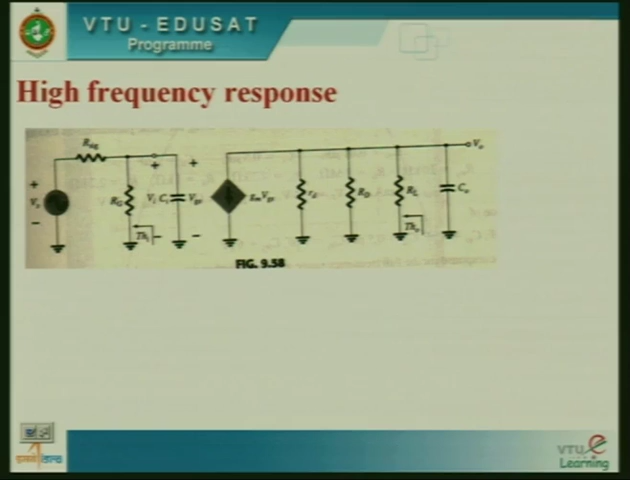 VTU - EDUSAT
Programme
High frequency response
Rsig
Vo
+
+
+
Vs
RG
Vi
Ci
Vgs
gmVgs
rd
RD
RL
Co
-
Thi
-
-
Tho
FIG. 9.58
VTU
Learning